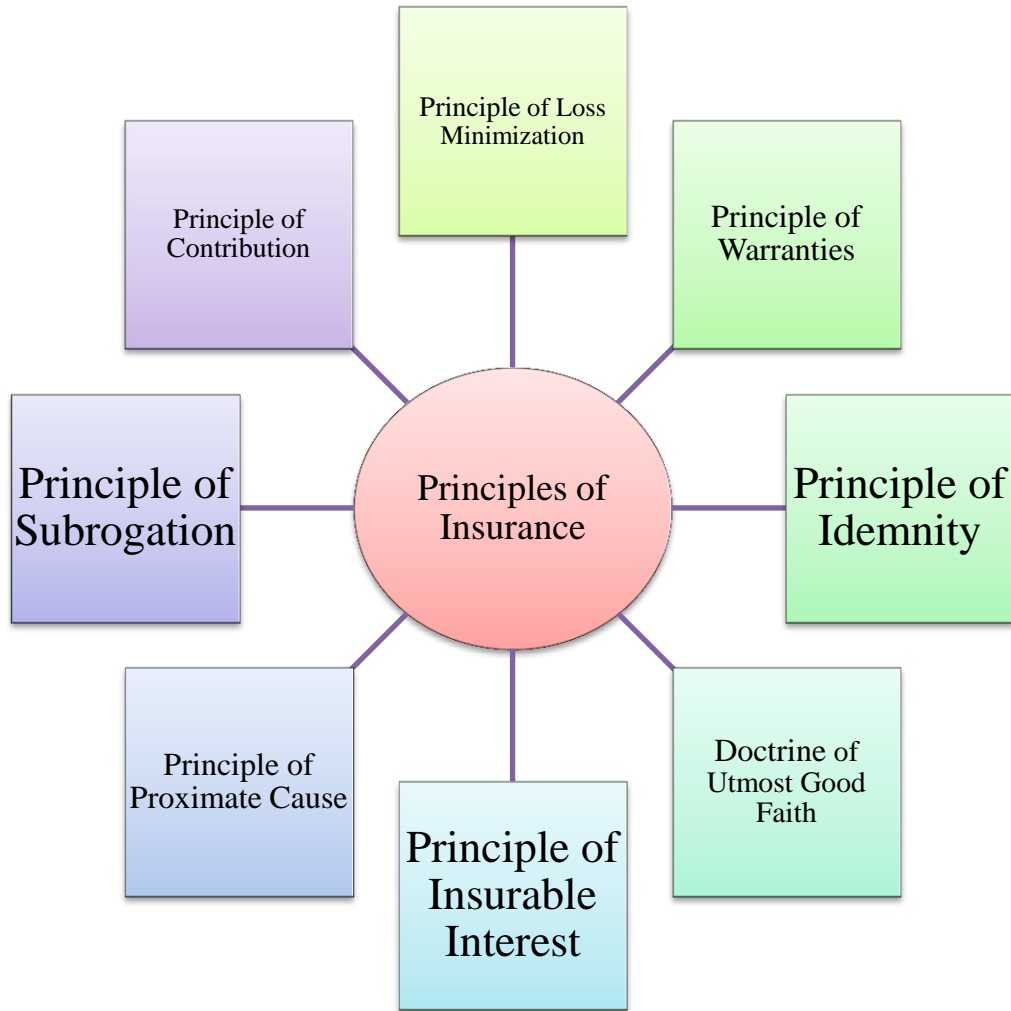 Principle of Loss
Minimization
Principle of
Warranties
Principle of
Idemnity
Doctrine of
Utmost Good
Faith
Principle of
Insurable
Interest
Principle of
Proximate Cause
Principle of
Subrogation
Principle of
Contribution
Principles of
Insurance